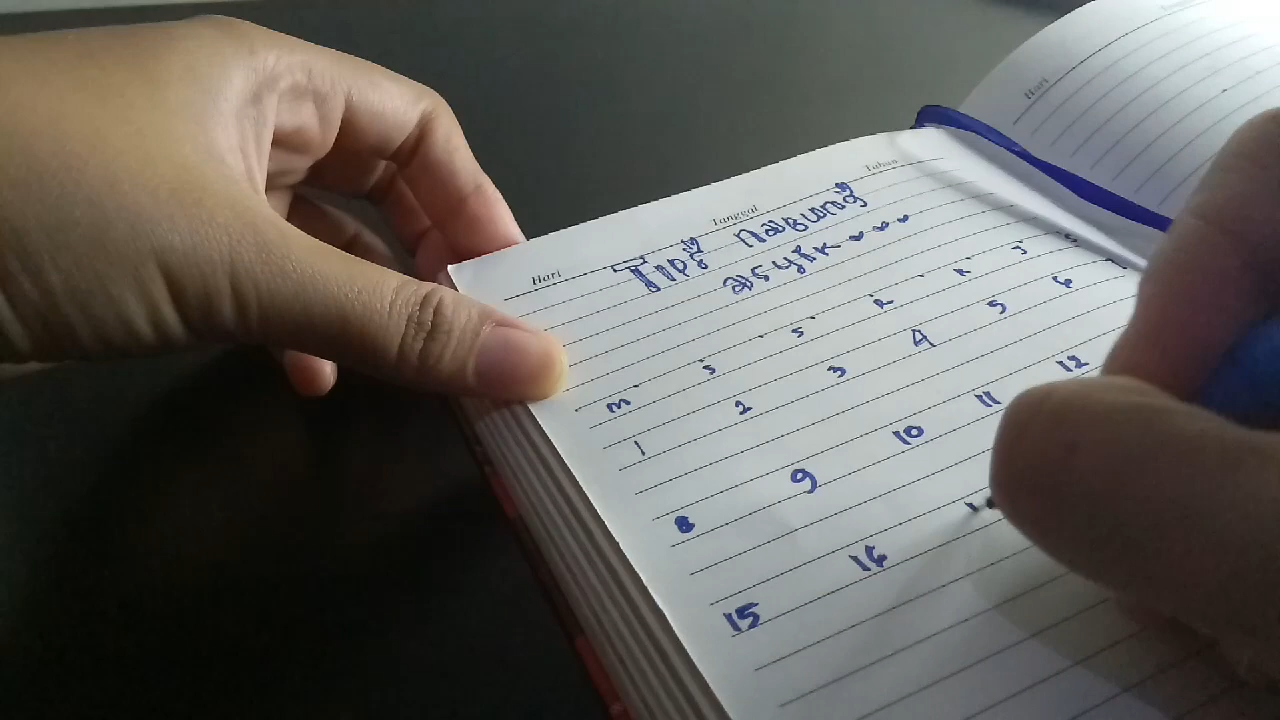 Hari Tanggal Tahun
Tips nabung
asyik
m S S R K J S
1 2 3 4 5 6
8 9 10 11 12
15 16
Hari